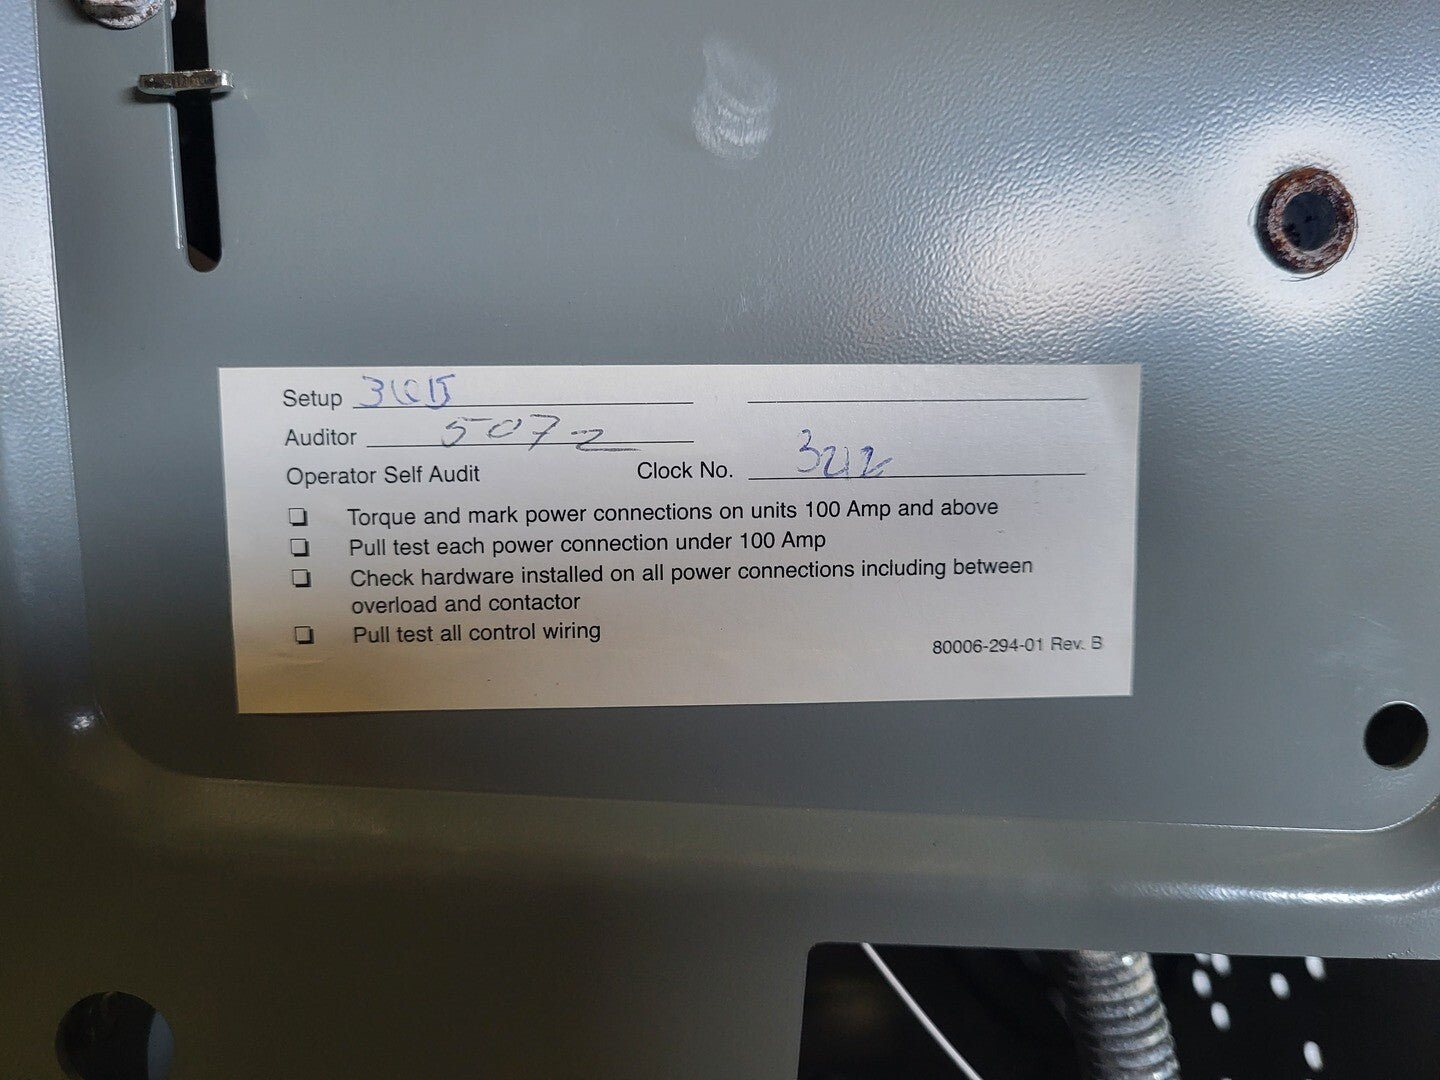 Setup
Auditor 5072
Operator Self Audit Clock No. 3212
❏ Torque and mark power connections on units 100 Amp and above
❏ Pull test each power connection under 100 Amp
❏ Check hardware installed on all power connections including between
overload and contactor
❏ Pull test all control wiring
80006-294-01 Rev. B